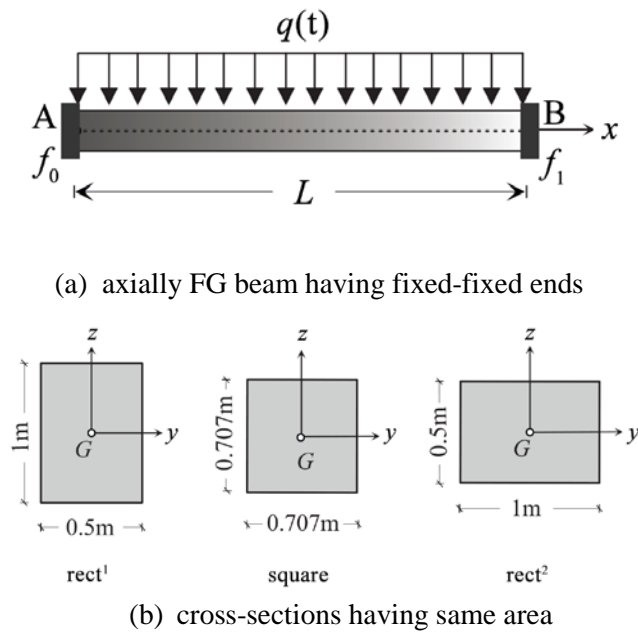 q(t)
A
B
x
f₀
f₁
L
(a) axially FG beam having fixed-fixed ends
z
z
z
1m
y
G
0.5m
0.707m
y
G
0.707m
0.5m
y
G
1m
rect¹
square
rect²
(b) cross-sections having same area